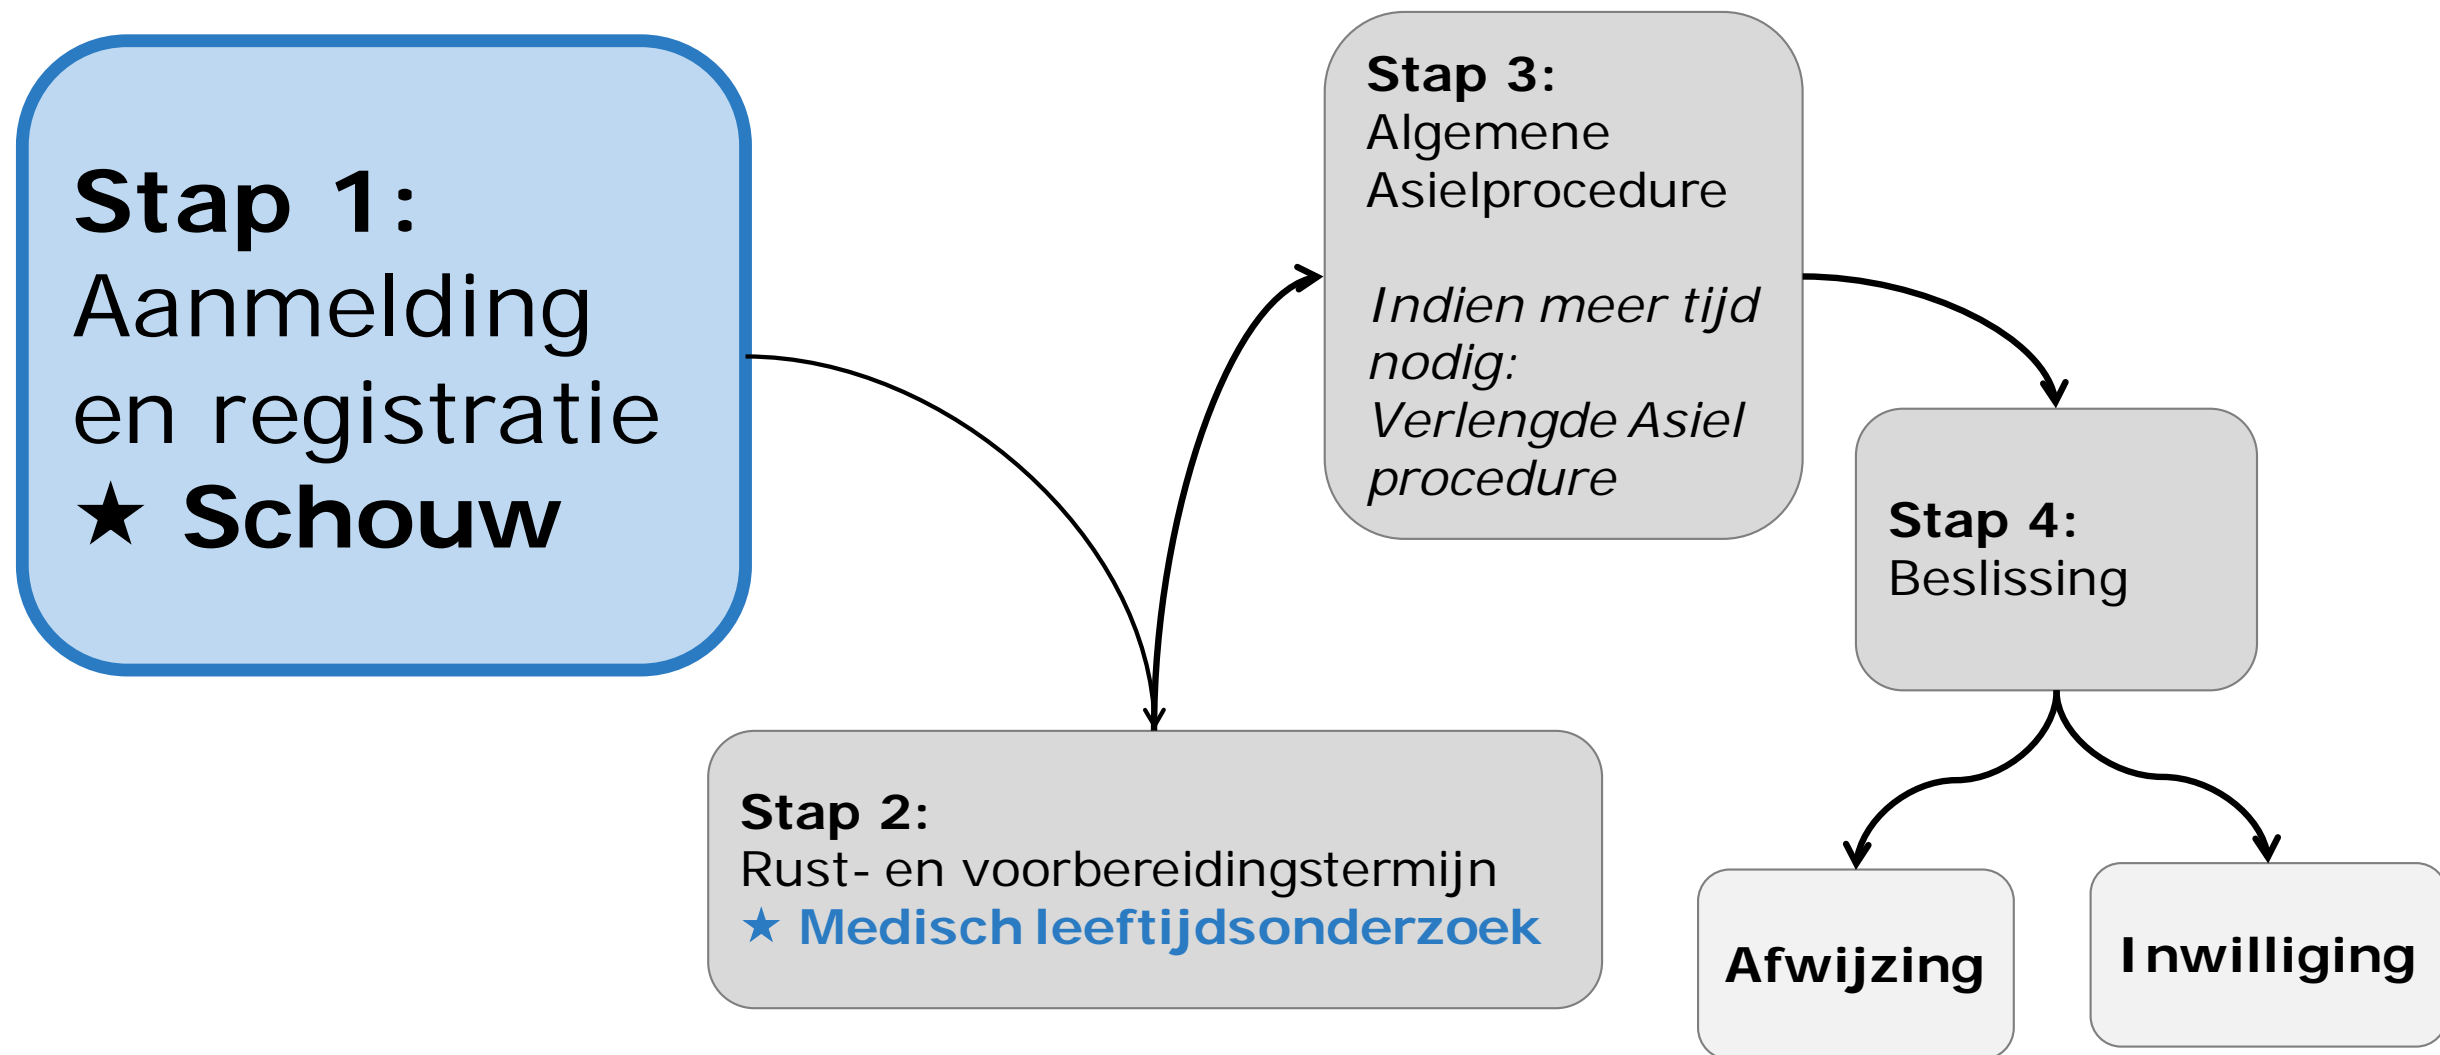 Stap 1:
Aanmelding
en registratie
★ Schouw
Stap 2:
Rust- en voorbereidingstermijn
★ Medisch leeftijdsonderzoek
Stap 3:
Algemene
Asielprocedure
Indien meer tijd
nodig:
Verlengde Asiel
procedure
Stap 4:
Beslissing
Afwijzing
Inwilliging